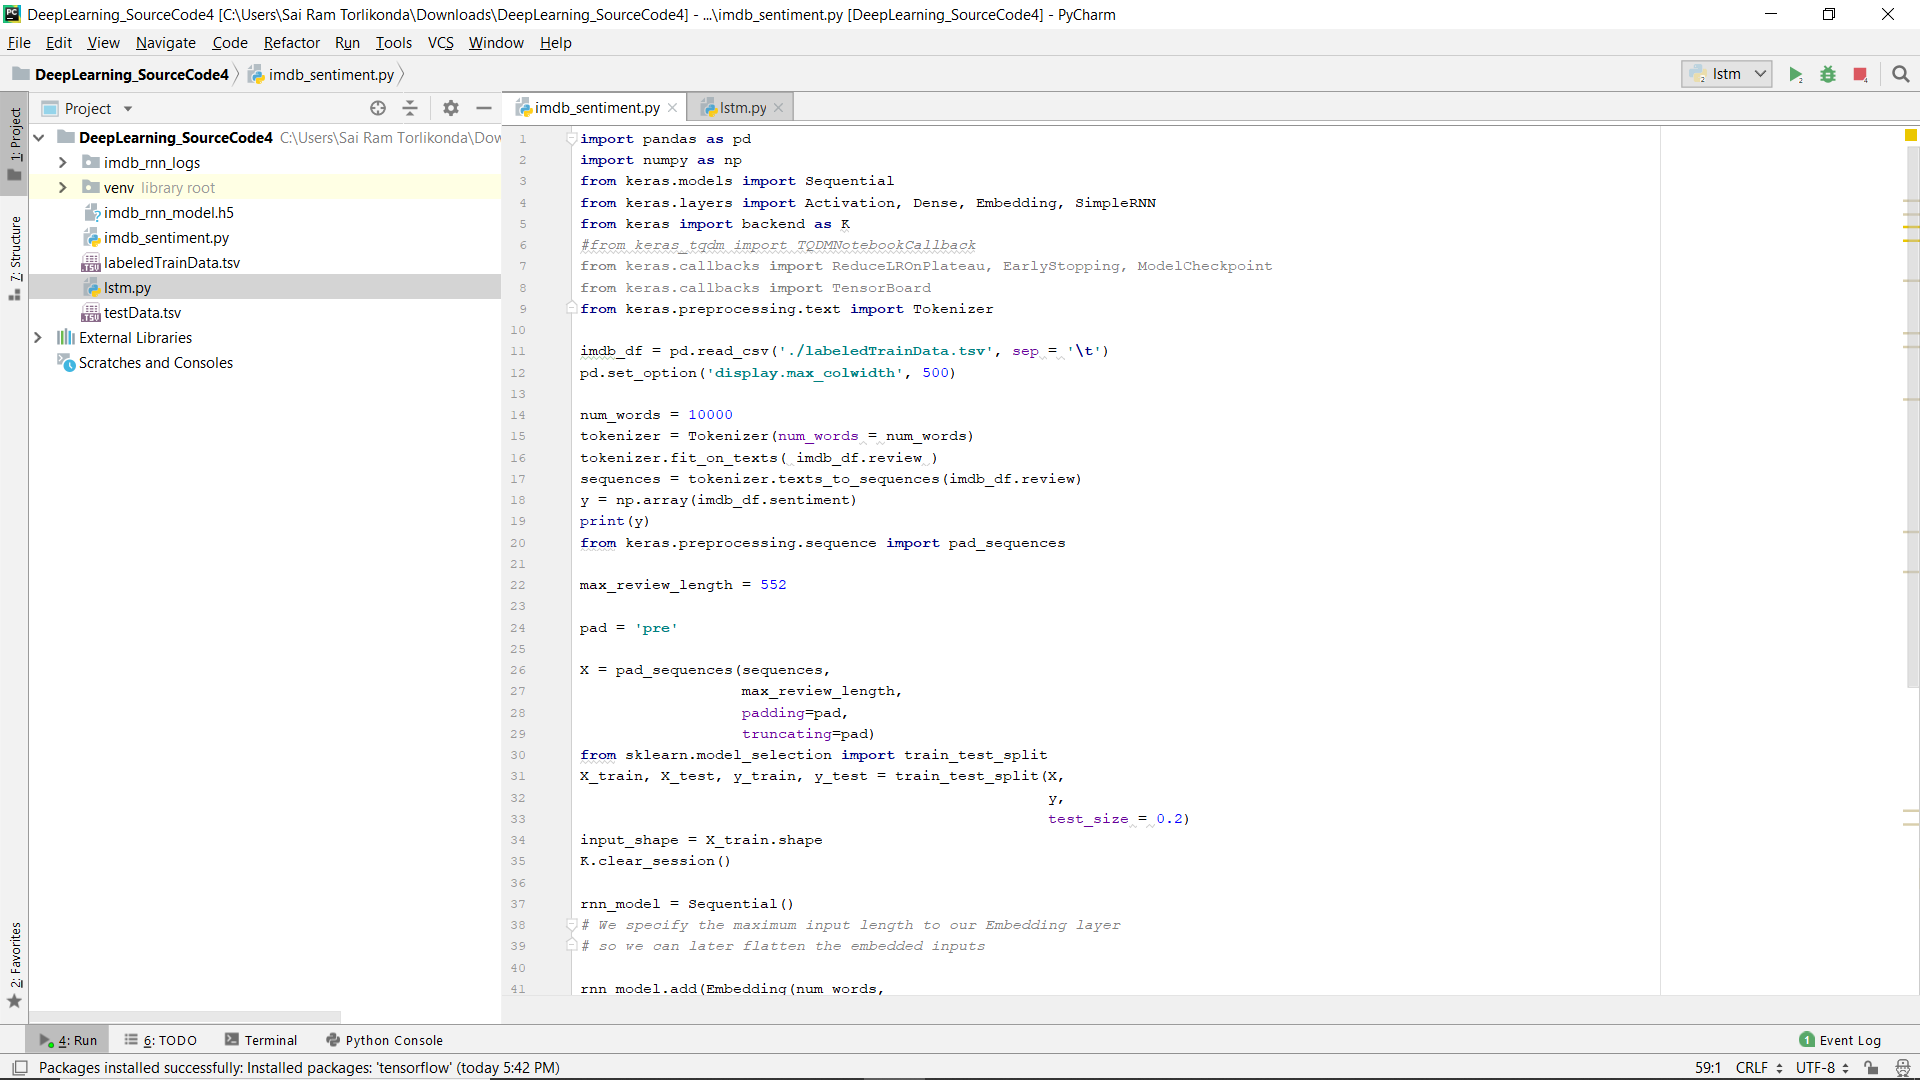 DeepLearning_SourceCode4 [C:\Users\Sai Ram Torlikonda\Downloads\DeepLearning_SourceCode4] - ...\imdb_sentiment.py [DeepLearning_SourceCode4] - PyCharm
File Edit View Navigate Code Refactor Run Tools VCS Window Help
DeepLearning_SourceCode4 imdb_sentiment.py lstm
Project
imdb_sentiment.py lstm.py
1: Project
7: Structure
2: Favorites
DeepLearning_SourceCode4 C:\Users\Sai Ram Torlikonda\Dow
imdb_rnn_logs
venv library root
imdb_rnn_model.h5
imdb_sentiment.py
labeledTrainData.tsv
lstm.py
testData.tsv
External Libraries
Scratches and Consoles
1 import pandas as pd
2 import numpy as np
3 from keras.models import Sequential
4 from keras.layers import Activation, Dense, Embedding, SimpleRNN
5 from keras import backend as K
6 #from keras_tqdm import TQDMNotebookCallback
7 from keras.callbacks import ReduceLROnPlateau, EarlyStopping, ModelCheckpoint
8 from keras.callbacks import TensorBoard
9 from keras.preprocessing.text import Tokenizer
10
11 imdb_df = pd.read_csv('./labeledTrainData.tsv', sep = '\t')
12 pd.set_option('display.max_colwidth', 500)
13
14 num_words = 10000
15 tokenizer = Tokenizer(num_words = num_words)
16 tokenizer.fit_on_texts( imdb_df.review )
17 sequences = tokenizer.texts_to_sequences(imdb_df.review)
18 y = np.array(imdb_df.sentiment)
19 print(y)
20 from keras.preprocessing.sequence import pad_sequences
21
22 max_review_length = 552
23
24 pad = 'pre'
25
26 X = pad_sequences(sequences,
27 max_review_length,
28 padding=pad,
29 truncating=pad)
30 from sklearn.model_selection import train_test_split
31 X_train, X_test, y_train, y_test = train_test_split(X,
32 y,
33 test_size = 0.2)
34 input_shape = X_train.shape
35 K.clear_session()
36
37 rnn_model = Sequential()
38 # We specify the maximum input length to our Embedding layer
39 # so we can later flatten the embedded inputs
40
41 rnn_model.add(Embedding(num_words,
4: Run 6: TODO Terminal Python Console 1 Event Log
Packages installed successfully: Installed packages: 'tensorflow' (today 5:42 PM) 59:1 CRLF UTF-8